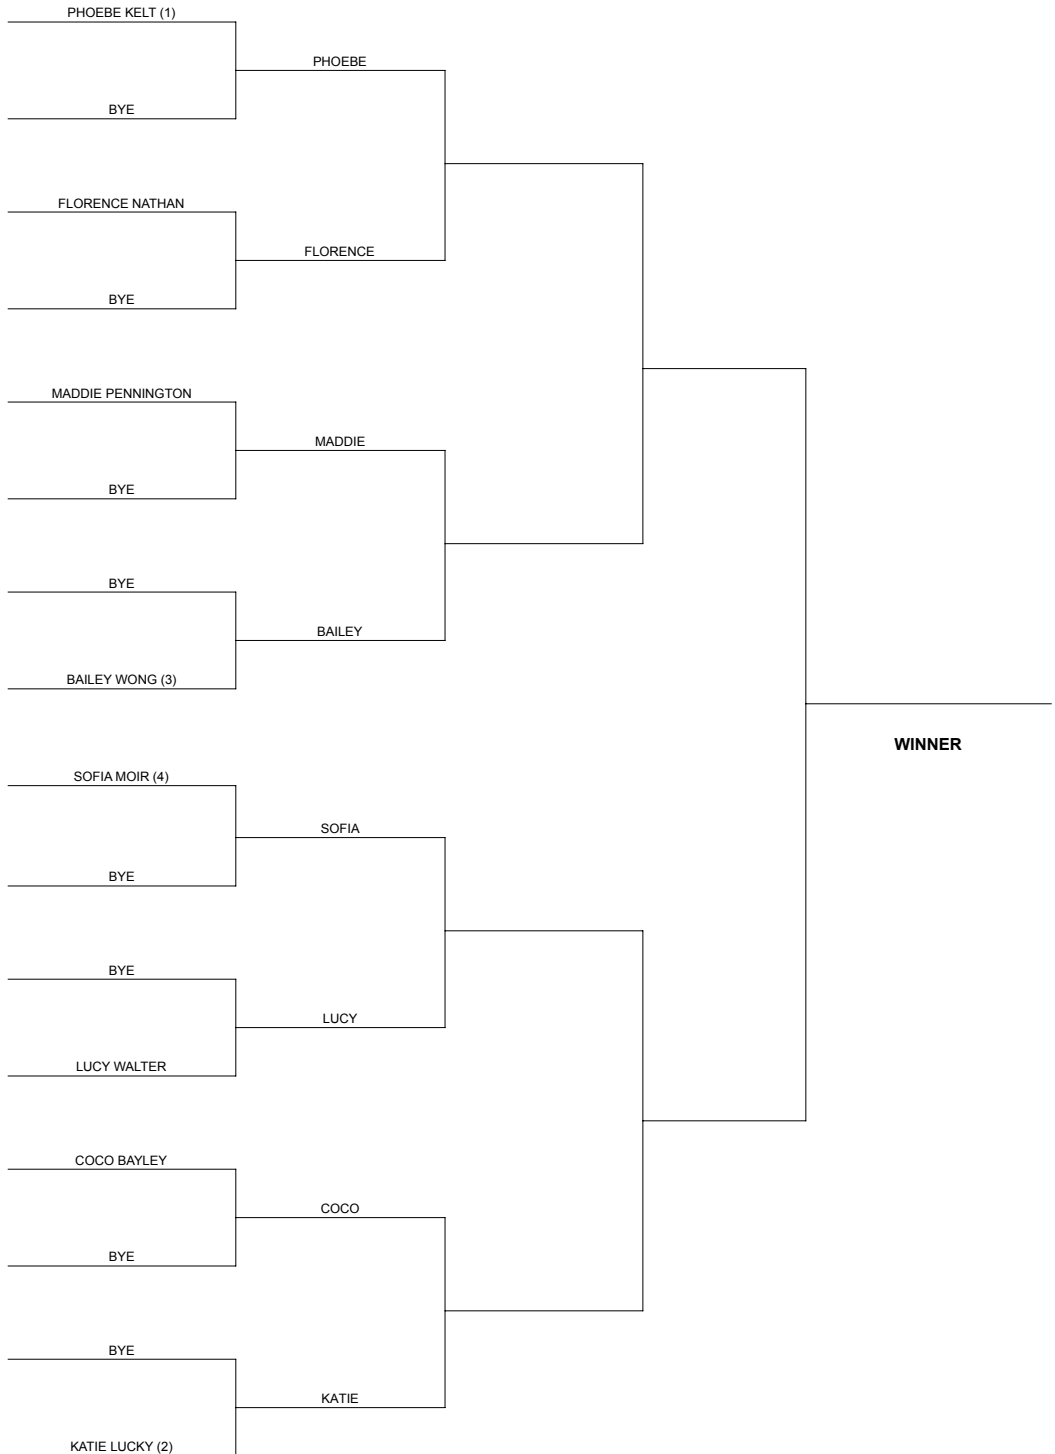 PHOEBE KELT (1)
PHOEBE
BYE
FLORENCE NATHAN
FLORENCE
BYE
MADDIE PENNINGTON
MADDIE
BYE
BYE
BAILEY
BAILEY WONG (3)
WINNER
SOFIA MOIR (4)
SOFIA
BYE
BYE
LUCY
LUCY WALTER
COCO BAYLEY
COCO
BYE
BYE
KATIE
KATIE LUCKY (2)